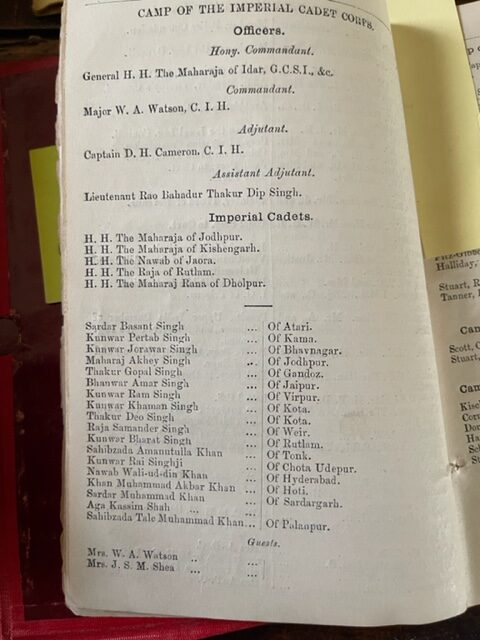 CAMP OF THE IMPERIAL CADET CORPS.
Officers.
Hony. Commandant.
General H. H. The Maharaja of Idar, G.C.S.I., &c.
Commandant.
Major W. A. Watson, C. I. H.
Adjutant.
Captain D. H. Cameron, C. I. H.
Assistant Adjutant.
Lieutenant Rao Bahadur Thakur Dip Singh.
Imperial Cadets.
H. H. The Maharaja of Jodhpur.
H. H. The Maharaja of Kishengarh.
H. H. The Nawab of Jaora.
H. H. The Raja of Rutlam.
H. H. The Maharaj Rana of Dholpur.
Sardar Basant Singh ... Of Atari.
Kunwar Pertab Singh ... Of Kama.
Kunwar Jorawar Singh ... Of Bhavnagar.
Maharaj Akhey Singh ... Of Jodhpur.
Thakur Gopal Singh ... Of Gandoz.
Bhanwar Amar Singh ... Of Jaipur.
Kunwar Ram Singh ... Of Virpur.
Kunwar Khaman Singh ... Of Kota.
Thakur Deo Singh ... Of Kota.
Raja Samander Singh ... Of Weir.
Kunwar Bharat Singh ... Of Rutlam.
Sahibzada Amanutulla Khan ... Of Tonk.
Kunwar Rai Singhji ... Of Chota Udepur.
Nawab Wali-ud-din Khan ... Of Hyderabad.
Khan Muhammad Akbar Khan ... Of Hoti.
Sardar Muhammad Khan ... Of Sardargarh.
Aga Kassim Shah ... ...
Sahibzada Tale Muhammad Khan... Of Palanpur.
Guests.
Mrs. W. A. Watson .. ...
Mrs. J. S. M. Shea ... ...
Halliday,
Stuart, R
Tanner,
Scott,
Stuart,